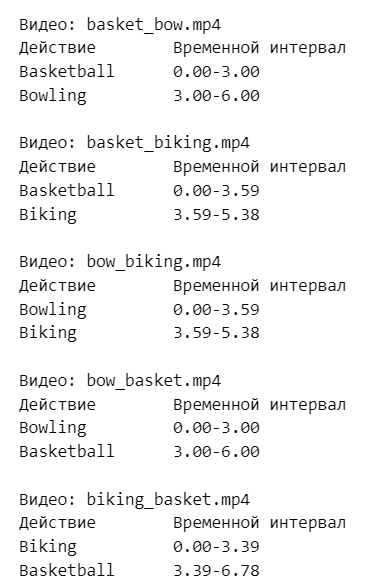 Видео: basket_bow.mp4
Действие Временной интервал
Basketball 0.00-3.00
Bowling 3.00-6.00
Видео: basket_biking.mp4
Действие Временной интервал
Basketball 0.00-3.59
Biking 3.59-5.38
Видео: bow_biking.mp4
Действие Временной интервал
Bowling 0.00-3.59
Biking 3.59-5.38
Видео: bow_basket.mp4
Действие Временной интервал
Bowling 0.00-3.00
Basketball 3.00-6.00
Видео: biking_basket.mp4
Действие Временной интервал
Biking 0.00-3.39
Basketball 3.39-6.78